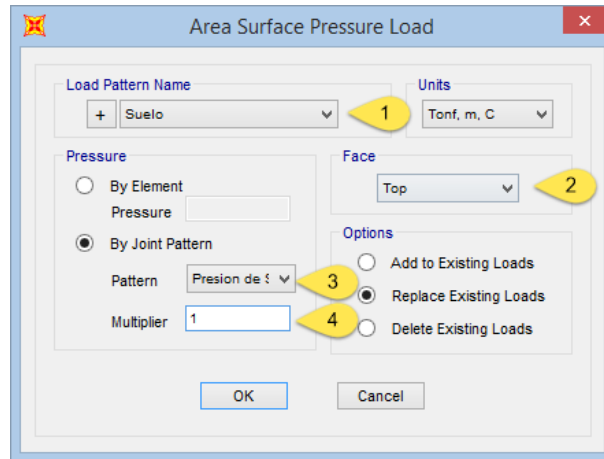 Area Surface Pressure Load
Load Pattern Name
Units
+ Suelo
1
Tonf, m, C
Pressure
Face
By Element
Top
2
Pressure
By Joint Pattern
Options
Add to Existing Loads
Pattern Presion de S
3
Replace Existing Loads
Multiplier 1
4
Delete Existing Loads
OK
Cancel